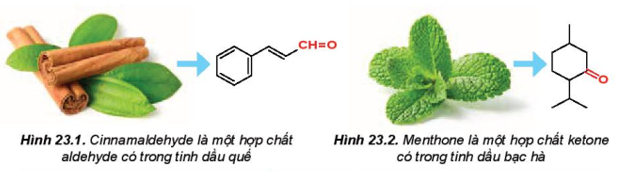 CH=O
O
Hình 23.1. Cinnamaldehyde là một hợp chất
aldehyde có trong tinh dầu quế
Hình 23.2. Menthone là một hợp chất ketone
có trong tinh dầu bạc hà